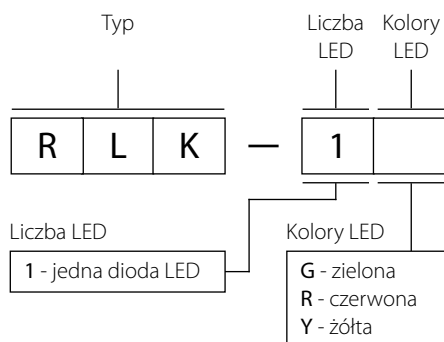 Typ
Liczba LED
Kolory LED
R L K — 1
Liczba LED
1 - jedna dioda LED
Kolory LED
G - zielona
R - czerwona
Y - żółta